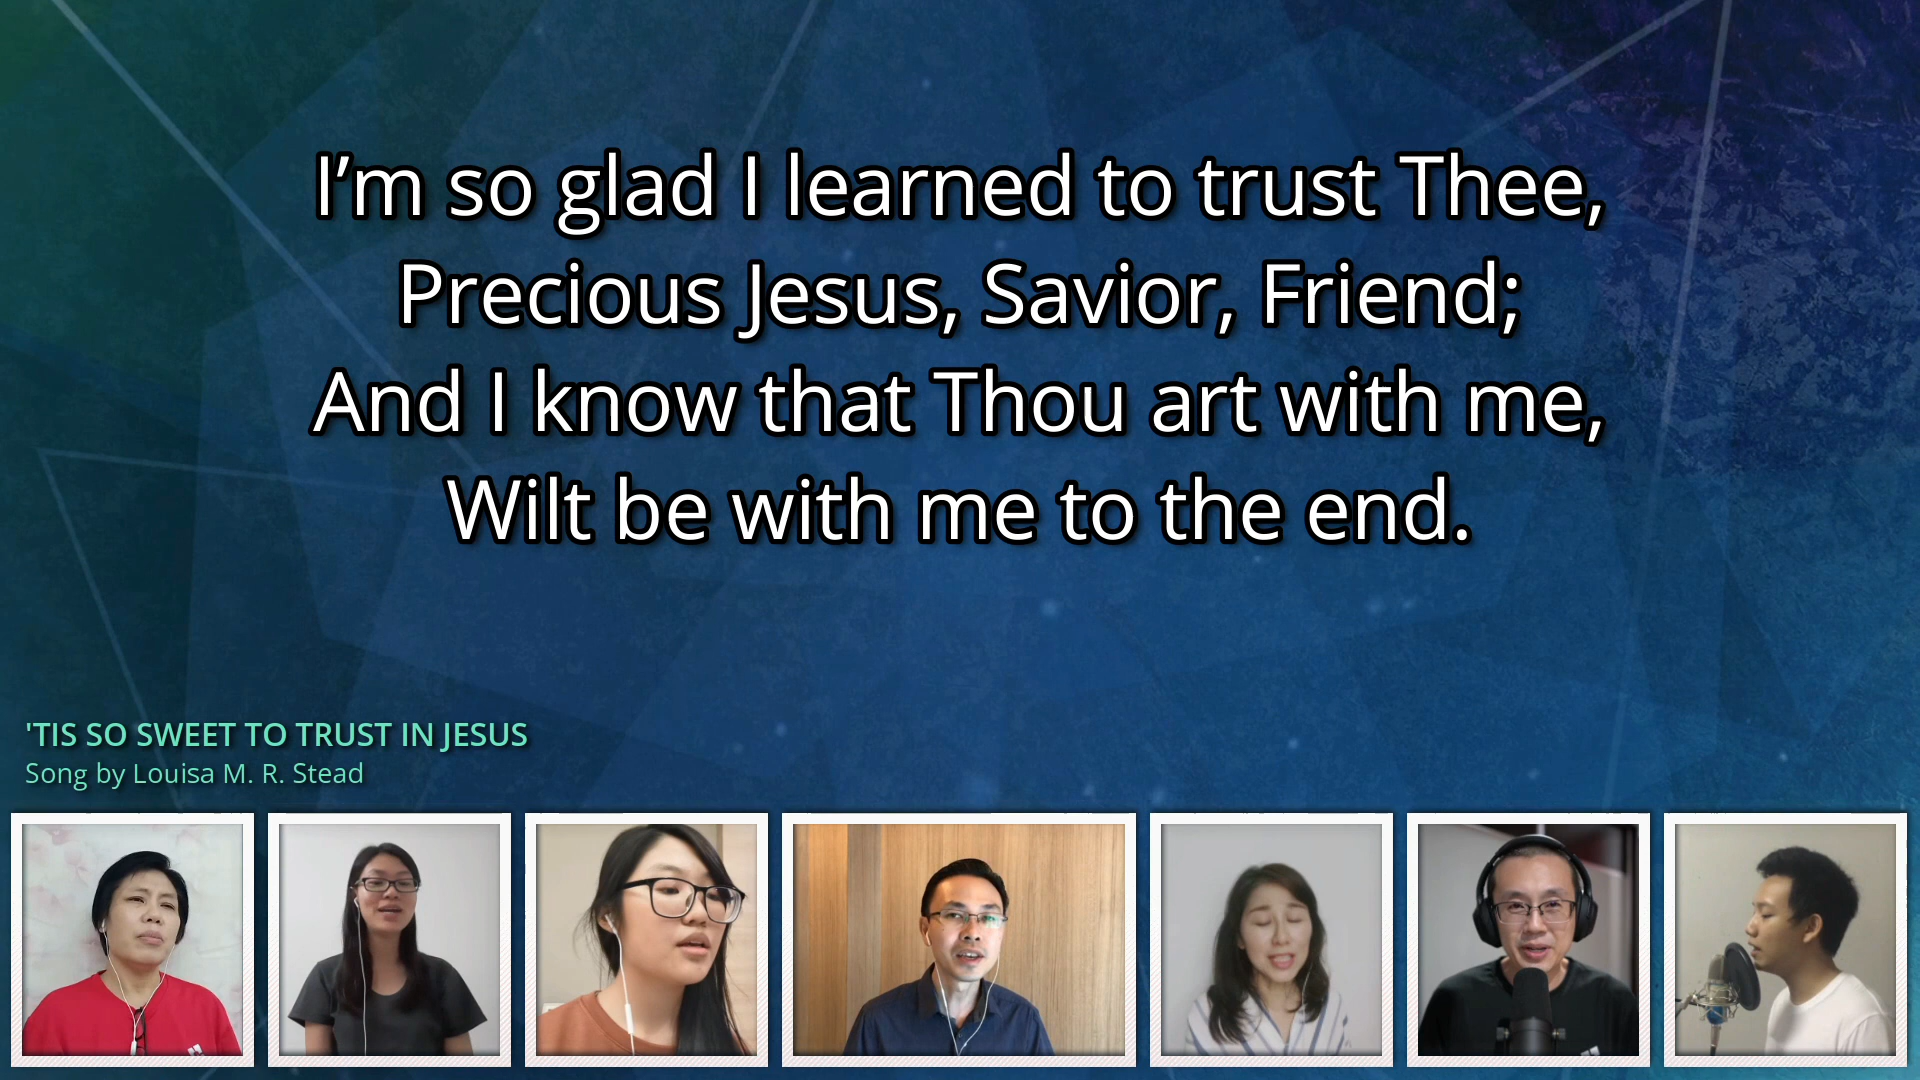 I’m so glad I learned to trust Thee,
Precious Jesus, Savior, Friend;
And I know that Thou art with me,
Wilt be with me to the end.
'TIS SO SWEET TO TRUST IN JESUS
Song by Louisa M. R. Stead